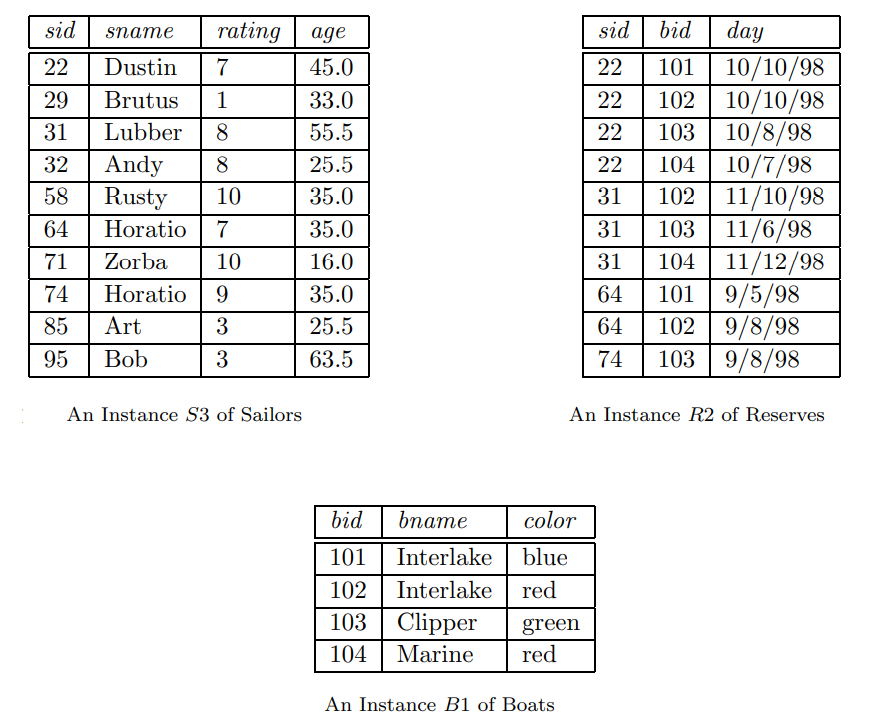 sid sname rating age
22 Dustin 7 45.0
29 Brutus 1 33.0
31 Lubber 8 55.5
32 Andy 8 25.5
58 Rusty 10 35.0
64 Horatio 7 35.0
71 Zorba 10 16.0
74 Horatio 9 35.0
85 Art 3 25.5
95 Bob 3 63.5
An Instance S3 of Sailors
sid bid day
22 101 10/10/98
22 102 10/10/98
22 103 10/8/98
22 104 10/7/98
31 102 11/10/98
31 103 11/6/98
31 104 11/12/98
64 101 9/5/98
64 102 9/8/98
74 103 9/8/98
An Instance R2 of Reserves
bid bname color
101 Interlake blue
102 Interlake red
103 Clipper green
104 Marine red
An Instance B1 of Boats